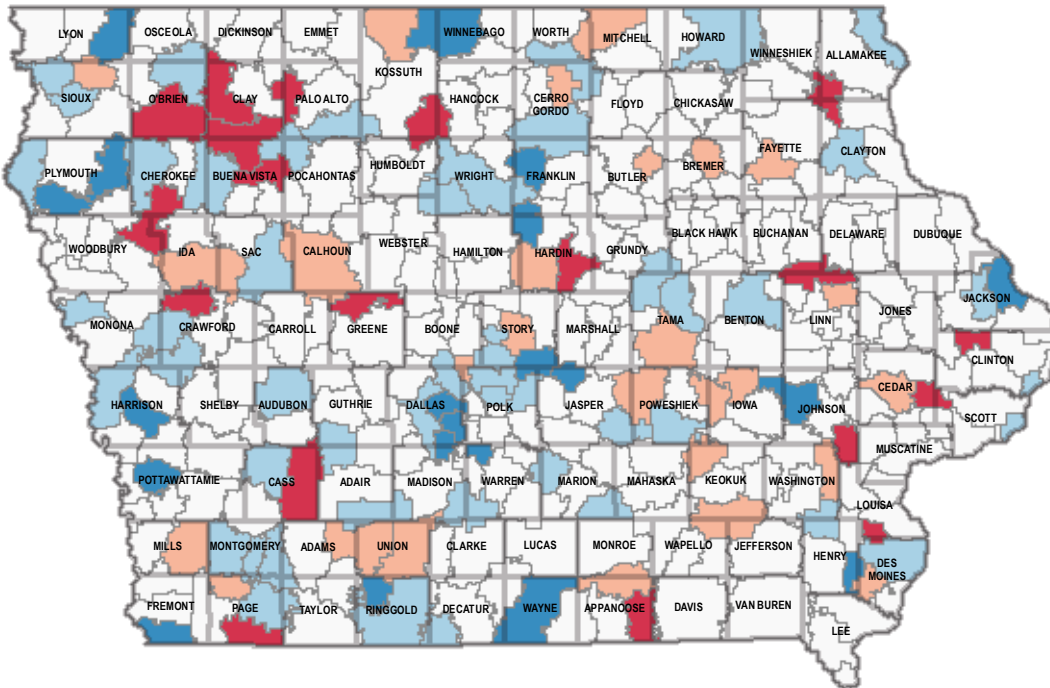 LYON
OSCEOLA
DICKINSON
EMMET
WINNEBAGO
WORTH
MITCHELL
HOWARD
WINNESHIEK
ALLAMAKEE
KOSSUTH
SIOUX
O'BRIEN
CLAY
PALO ALTO
HANCOCK
CERRO
GORDO
FLOYD
CHICKASAW
PLYMOUTH
CHEROKEE
BUENA VISTA
POCAHONTAS
HUMBOLDT
WRIGHT
FRANKLIN
BUTLER
BREMER
FAYETTE
CLAYTON
WOODBURY
IDA
SAC
CALHOUN
WEBSTER
HAMILTON
HARDIN
GRUNDY
BLACK HAWK
BUCHANAN
DELAWARE
DUBUQUE
MONONA
CRAWFORD
CARROLL
GREENE
BOONE
STORY
MARSHALL
TAMA
BENTON
LINN
JONES
JACKSON
CLINTON
HARRISON
SHELBY
AUDUBON
GUTHRIE
DALLAS
POLK
JASPER
POWESHIEK
IOWA
JOHNSON
CEDAR
SCOTT
MUSCATINE
POTTAWATTAMIE
CASS
ADAIR
MADISON
WARREN
MARION
MAHASKA
KEOKUK
WASHINGTON
LOUISA
MILLS
MONTGOMERY
ADAMS
UNION
CLARKE
LUCAS
MONROE
WAPELLO
JEFFERSON
HENRY
DES
MOINES
FREMONT
PAGE
TAYLOR
RINGGOLD
DECATUR
WAYNE
APPANOOSE
DAVIS
VAN BUREN
LEE